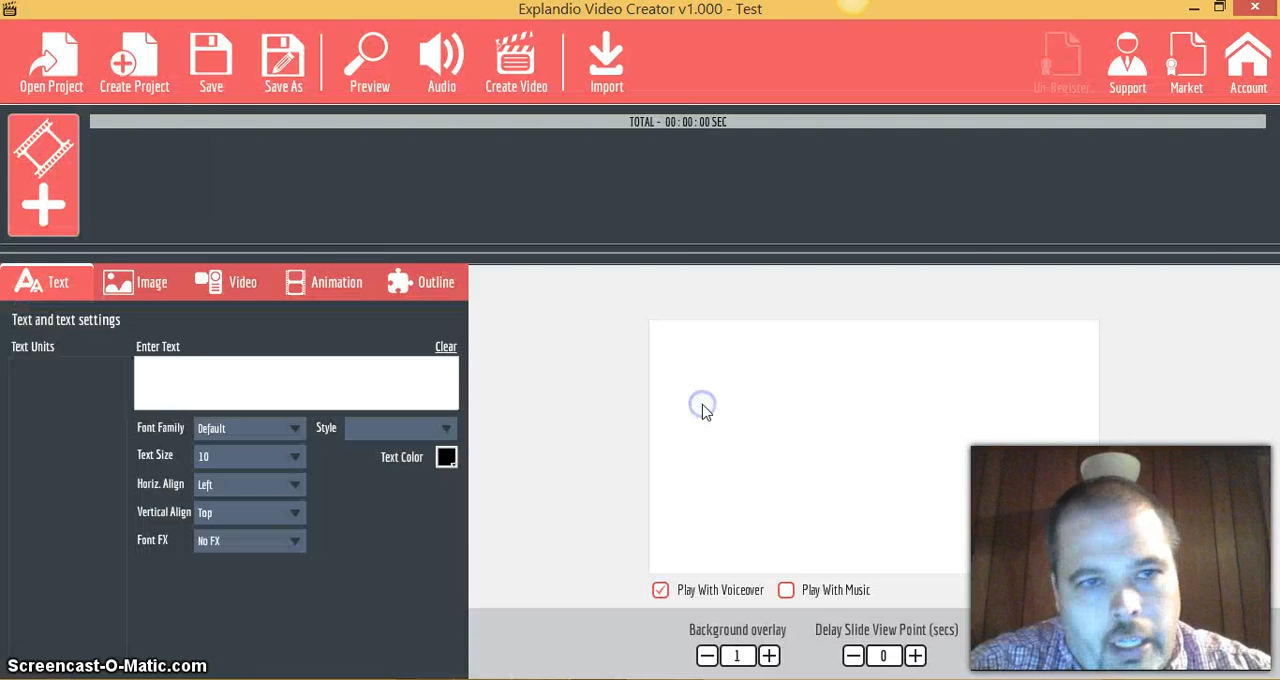 Explandio Video Creator v1.000 - Test
Open Project
Create Project
Save
Save As
Preview
Audio
Create Video
Import
Un-Register
Support
Market
Account
TOTAL - 00 : 00 : 00 SEC
Text
Image
Video
Animation
Outline
Text and text settings
Text Units
Enter Text
Clear
Font Family
Default
Style
Text Size
10
Text Color
Horiz. Align
Left
Vertical Align
Top
Font FX
No FX
Play With Voiceover
Play With Music
Background overlay
Delay Slide View Point (secs)
1
0
Screencast-O-Matic.com